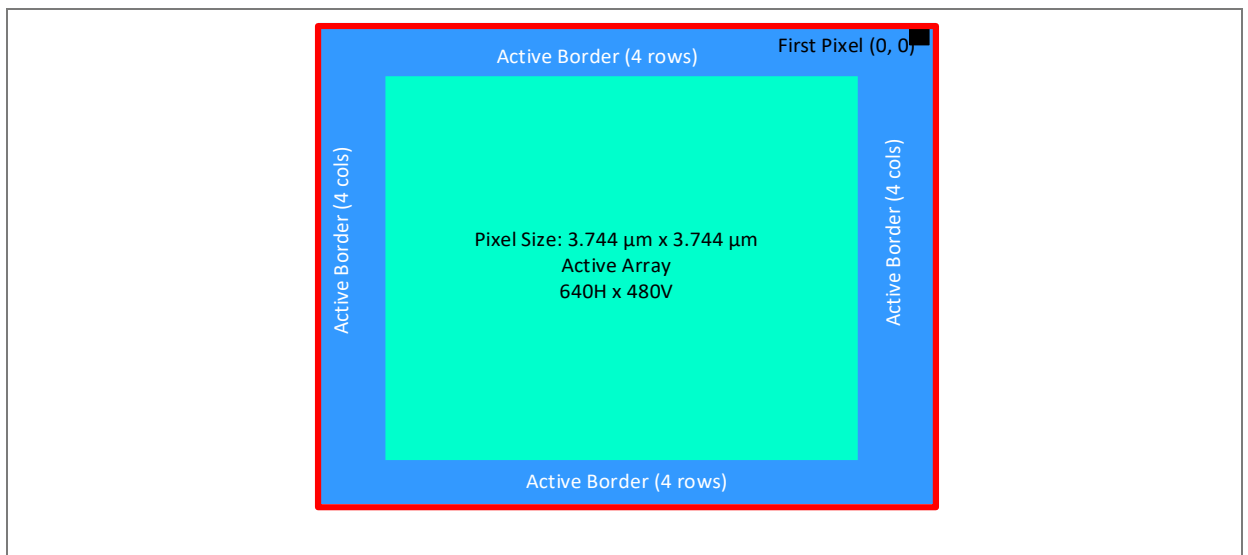 First Pixel (0, 0)
Active Border (4 rows)
Active Border (4 cols)
Pixel Size: 3.744 µm x 3.744 µm
Active Array
640H x 480V
Active Border (4 cols)
Active Border (4 rows)